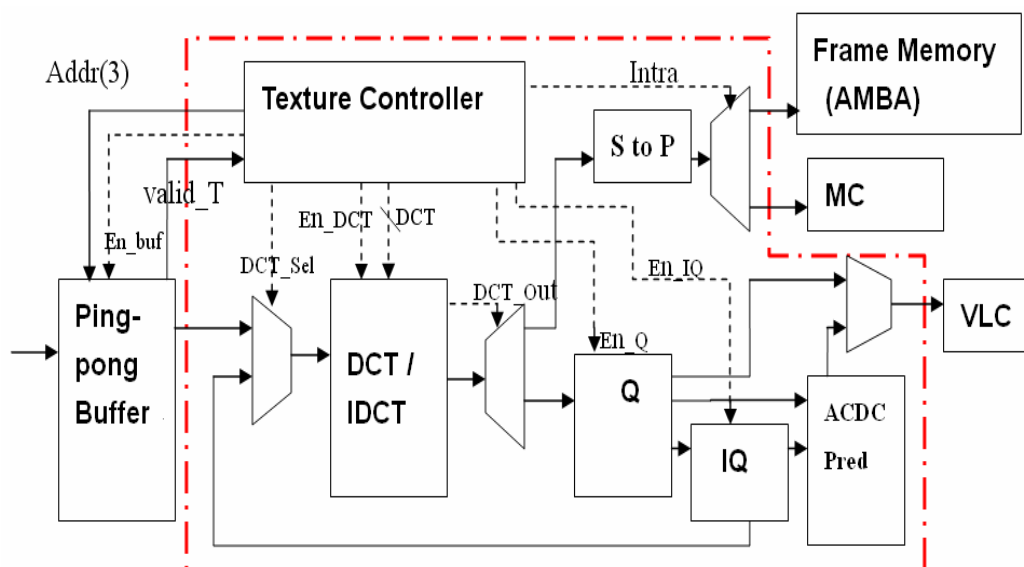 Addr(3)
Texture Controller
Intra
Frame Memory
(AMBA)
S to P
MC
valid_T
En_DCT
\DCT
En_buf
DCT_Sel
En_IQ
DCT_Out
Ping-
pong
Buffer
DCT /
IDCT
En_Q
Q
IQ
ACDC
Pred
VLC